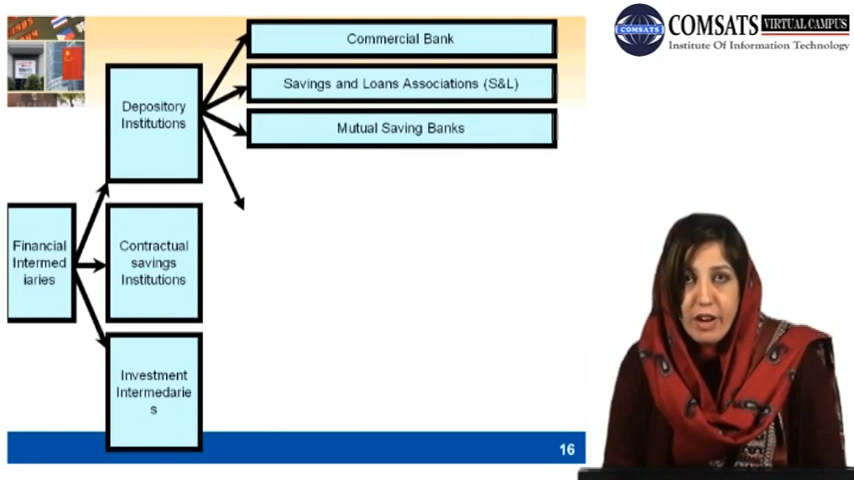 COMSATS VIRTUAL CAMPUS
COMSATS
Institute Of Information Technology
Commercial Bank
Savings and Loans Associations (S&L)
Mutual Saving Banks
Depository
Institutions
Financial
Intermed
iaries
Contractual
savings
Institutions
Investment
Intermedarie
s
16